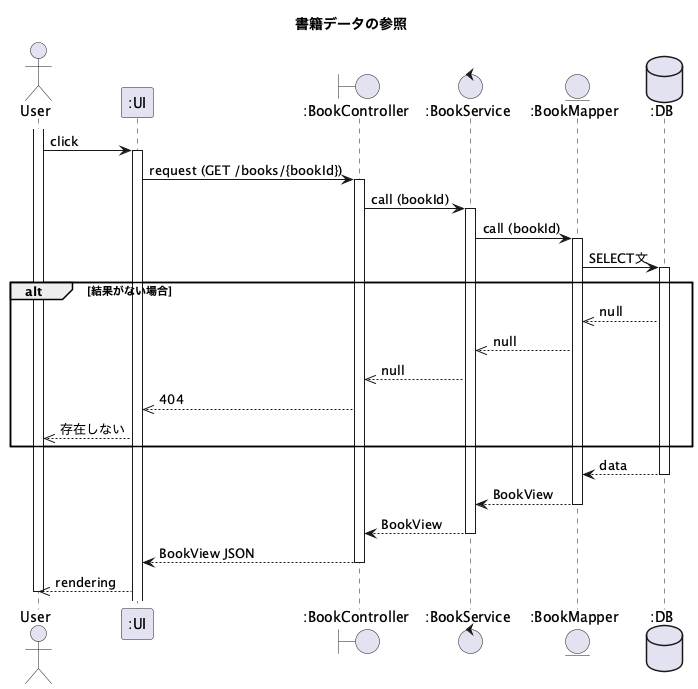 書籍データの参照
User
:UI
:BookController
:BookService
:BookMapper
:DB
click
request (GET /books/{bookId})
call (bookId)
call (bookId)
SELECT文
alt
[結果がない場合]
null
null
null
404
存在しない
data
BookView
BookView
BookView JSON
rendering
User
:UI
:BookController
:BookService
:BookMapper
:DB